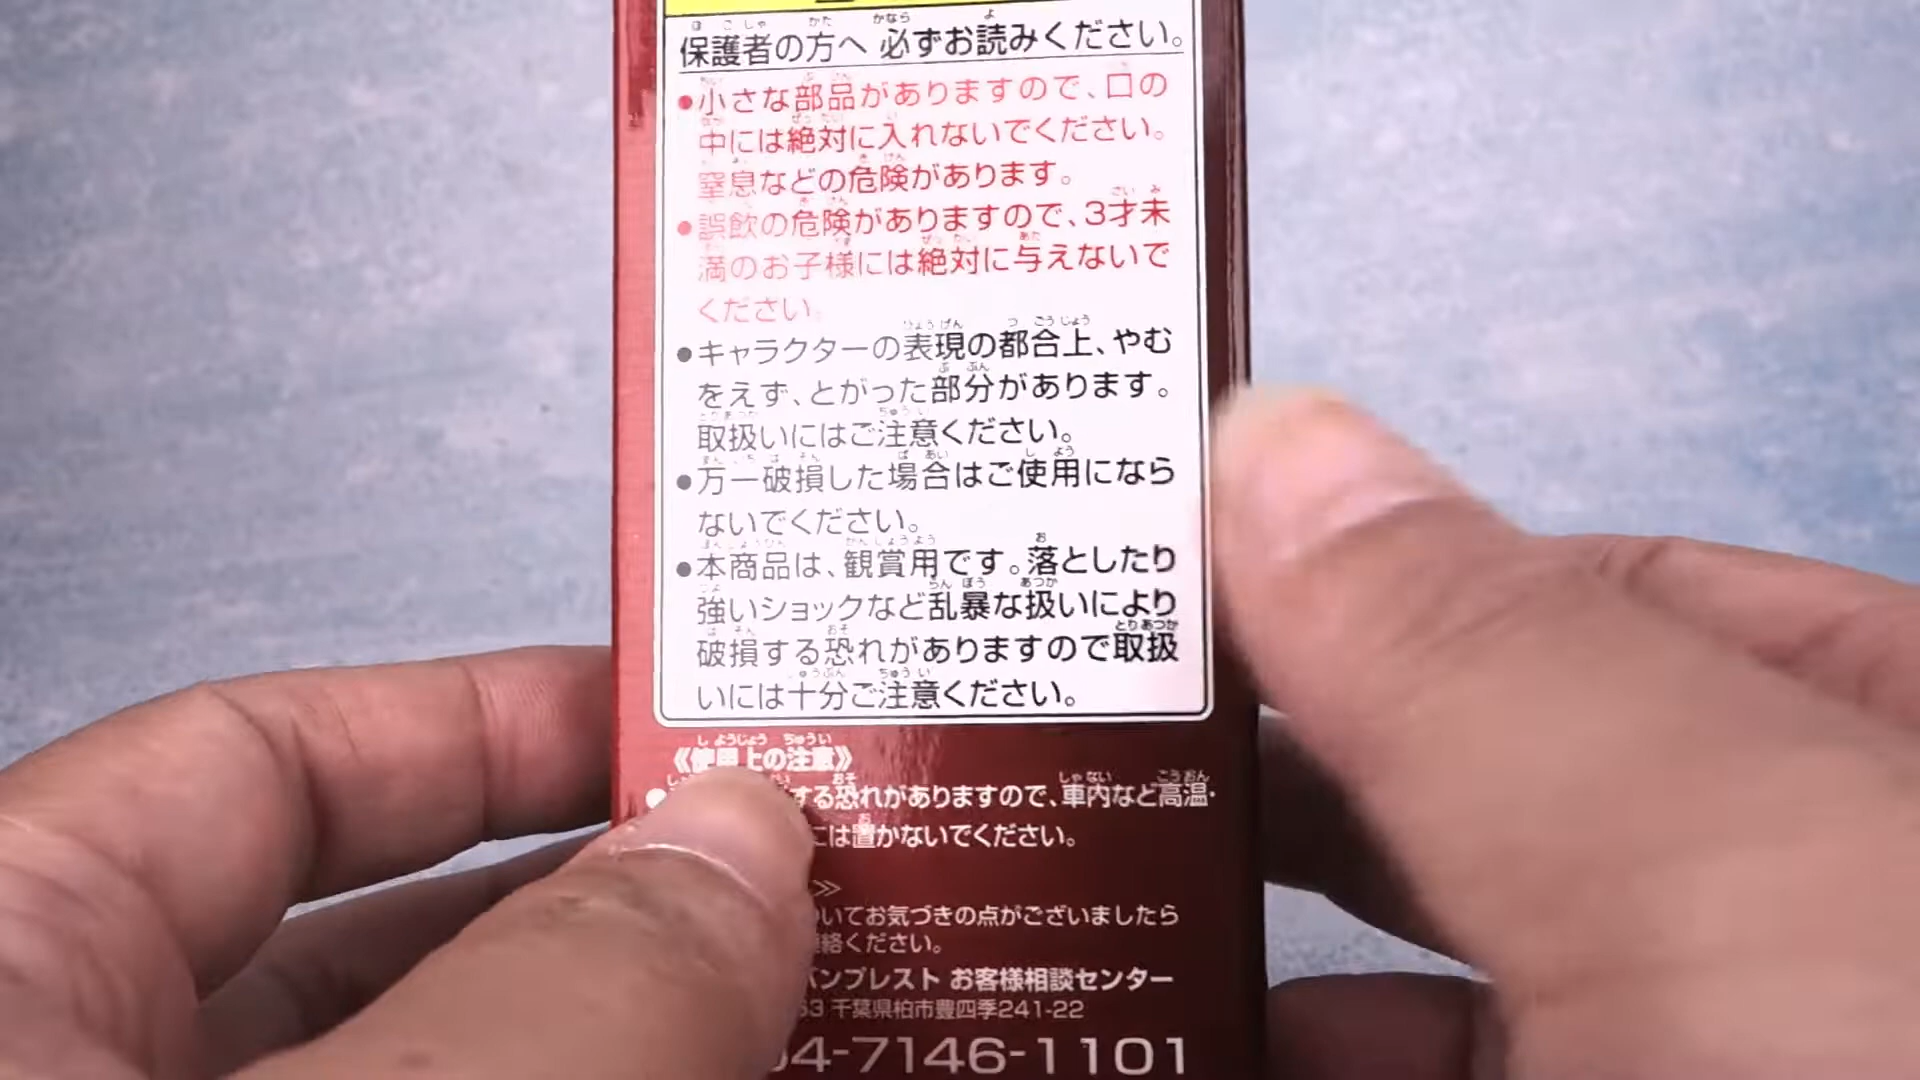 保護者の方へ 必ずお読みください。
●小さな部品がありますので、口の
中には絶対に入れないでください。
窒息などの危険があります。
●誤飲の危険がありますので、3才未
満のお子様には絶対に与えないで
ください。
●キャラクターの表現の都合上、やむ
をえず、とがった部分があります。
取扱いにはご注意ください。
●万一破損した場合はご使用になら
ないでください。
●本商品は、観賞用です。落としたり
強いショックなど乱暴な扱いにより
破損する恐れがありますので取扱
いには十分ご注意ください。
《使用上の注意》
する恐れがありますので、車内など高温・
には置かないでください。
≫
いてお気づきの点がございましたら
絡ください。
バンプレスト お客様相談センター
63 千葉県柏市豊四季241-22
04-7146-1101